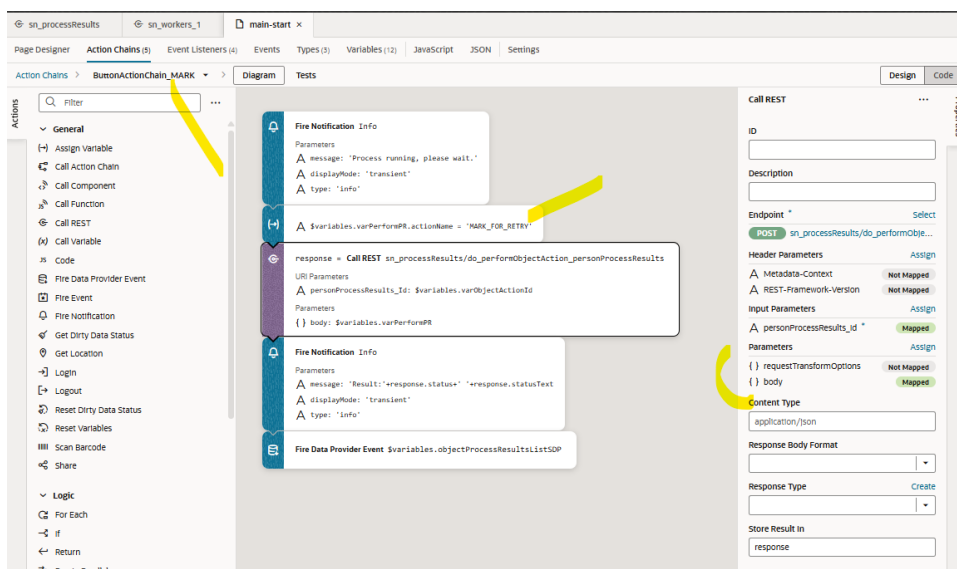 sn_processResults
sn_workers_1
main-start ×
Page Designer Action Chains (5) Event Listeners (4) Events Types (3) Variables (12) JavaScript JSON Settings
Action Chains > ButtonActionChain_MARK > Diagram Tests
Design Code
Actions
Filter
General
Assign Variable
Call Action Chain
Call Component
Call Function
Call REST
(x) Call Variable
JS Code
Fire Data Provider Event
Fire Event
Fire Notification
Get Dirty Data Status
Get Location
Login
Logout
Reset Dirty Data Status
Reset Variables
Scan Barcode
Share
Logic
For Each
If
Return
Fire Notification Info
Parameters
A message: 'Process running, please wait.'
A displayMode: 'transient'
A type: 'info'
A $variables.varPerformPR.actionName = 'MARK_FOR_RETRY'
response = Call REST sn_processResults/do_performObjectAction_personProcessResults
URI Parameters
A personProcessResults_Id: $variables.varObjectActionId
Parameters
{ } body: $variables.varPerformPR
Fire Notification Info
Parameters
A message: 'Result:'+response.status+' '+response.statusText
A displayMode: 'transient'
A type: 'info'
Fire Data Provider Event $variables.objectProcessResultsListSDP
Call REST
ID
Description
Endpoint * Select
POST sn_processResults/do_performObje...
Header Parameters Assign
A Metadata-Context Not Mapped
A REST-Framework-Version Not Mapped
Input Parameters Assign
A personProcessResults_Id * Mapped
Parameters Assign
{ } requestTransformOptions Not Mapped
{ } body Mapped
Content Type
application/json
Response Body Format
Response Type Create
Store Result In
response